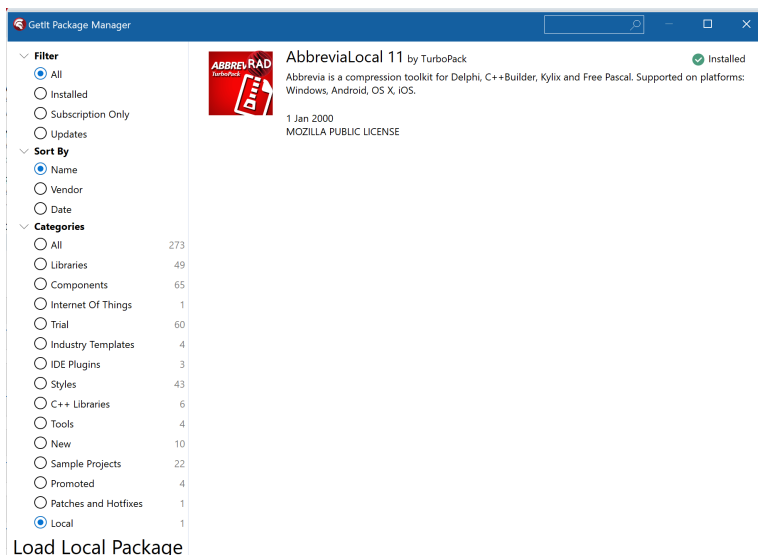 GetIt Package Manager
Filter
All
Installed
Subscription Only
Updates
Sort By
Name
Vendor
Date
Categories
All 273
Libraries 49
Components 65
Internet Of Things 1
Trial 60
Industry Templates 4
IDE Plugins 3
Styles 43
C++ Libraries 6
Tools 4
New 10
Sample Projects 22
Promoted 4
Patches and Hotfixes 1
Local 1
Load Local Package
ABBREV RAD
TurboPack
AbbreviaLocal 11 by TurboPack
Installed
Abbrevia is a compression toolkit for Delphi, C++Builder, Kylix and Free Pascal. Supported on platforms:
Windows, Android, OS X, iOS.
1 Jan 2000
MOZILLA PUBLIC LICENSE